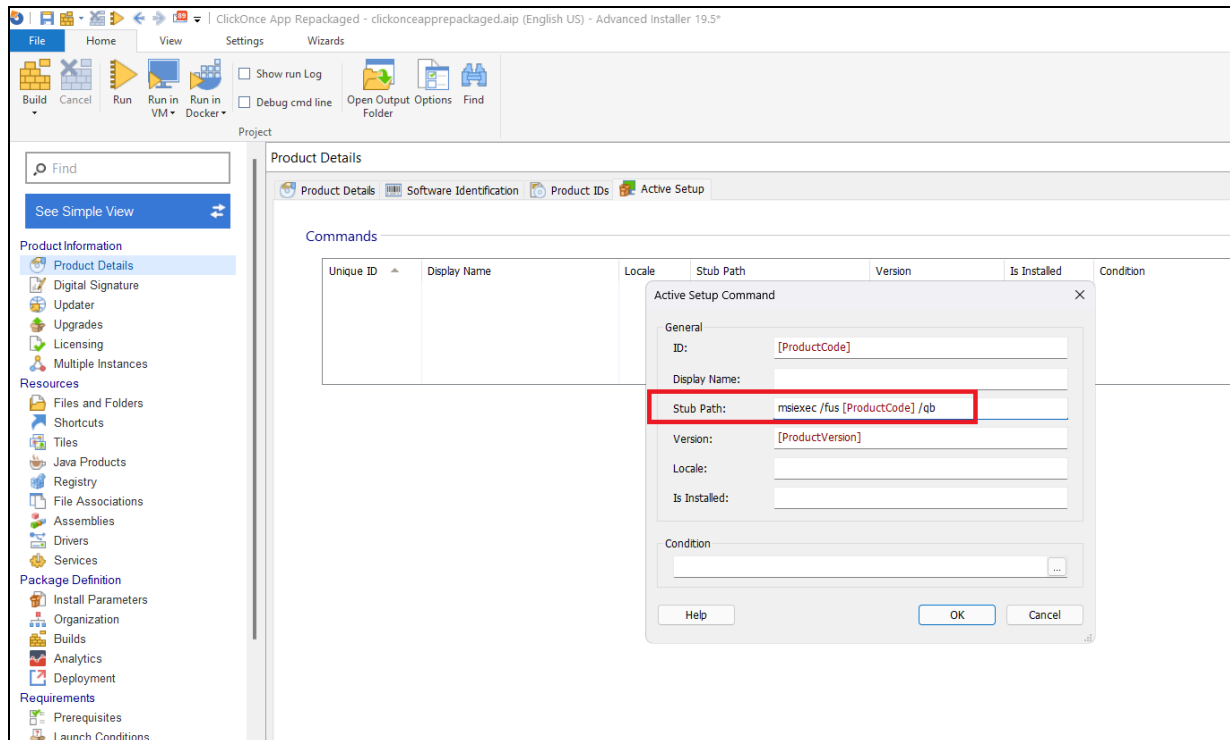 ClickOnce App Repackaged - clickonceapprepackaged.aip (English US) - Advanced Installer 19.5*
File Home View Settings Wizards
Build Cancel Run Run in VM Run in Docker
Show run Log
Debug cmd line
Open Output Folder Options Find
Project
Find
See Simple View
Product Information
Product Details
Digital Signature
Updater
Upgrades
Licensing
Multiple Instances
Resources
Files and Folders
Shortcuts
Tiles
Java Products
Registry
File Associations
Assemblies
Drivers
Services
Package Definition
Install Parameters
Organization
Builds
Analytics
Deployment
Requirements
Prerequisites
Launch Conditions
Product Details
Product Details Software Identification Product IDs Active Setup
Commands
Unique ID Display Name Locale Stub Path Version Is Installed Condition
Active Setup Command
General
ID: [ProductCode]
Display Name:
Stub Path: msiexec /fus [ProductCode] /qb
Version: [ProductVersion]
Locale:
Is Installed:
Condition
...
Help OK Cancel